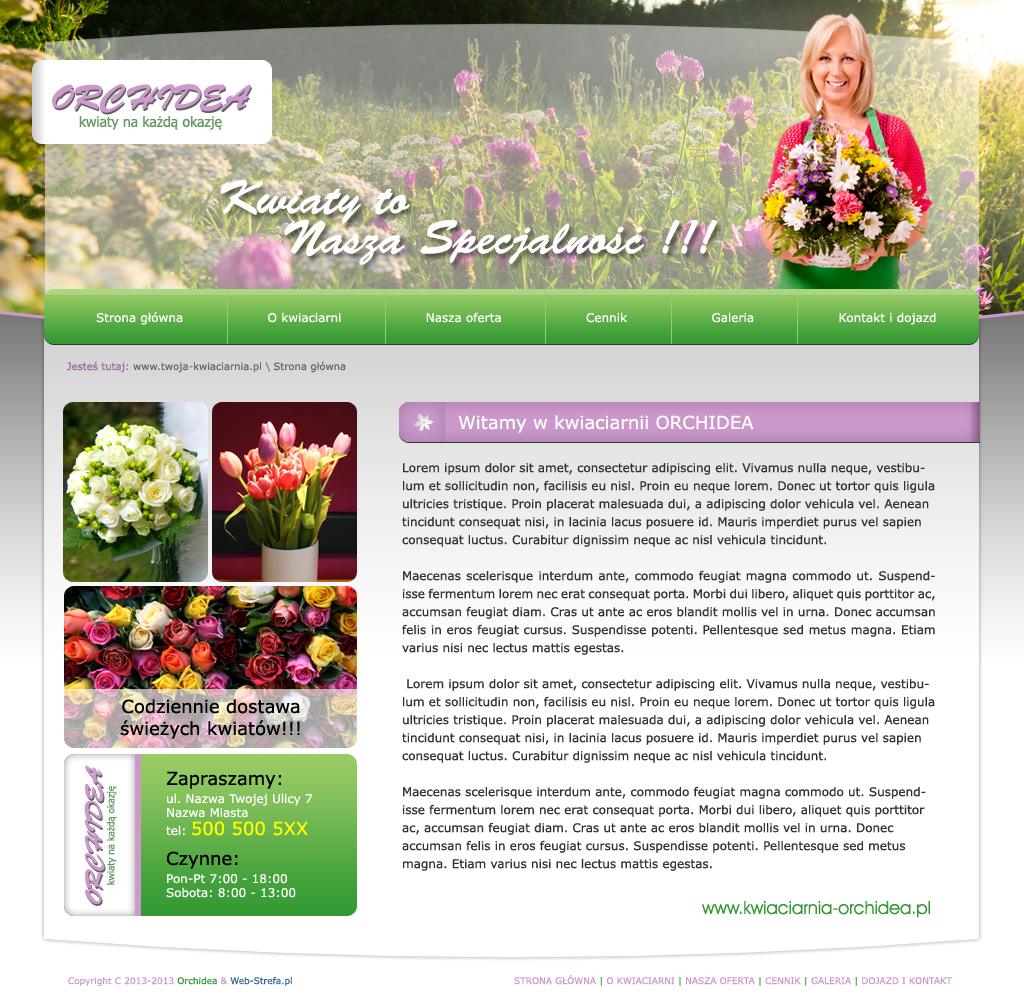 ORCHIDEA
kwiaty na każdą okazję
Kwiaty to
Nasza Specjalność !!!
Strona główna
O kwiaciarni
Nasza oferta
Cennik
Galeria
Kontakt i dojazd
Jesteś tutaj: www.twoja-kwiaciarnia.pl \ Strona główna
Codziennie dostawa
świeżych kwiatów!!!
ORCHIDEA
kwiaty na każdą okazję
Zapraszamy:
ul. Nazwa Twojej Ulicy 7
Nazwa Miasta
tel: 500 500 5XX
Czynne:
Pon-Pt 7:00 - 18:00
Sobota: 8:00 - 13:00
Witamy w kwiaciarnii ORCHIDEA
Lorem ipsum dolor sit amet, consectetur adipiscing elit. Vivamus nulla neque, vestibu-
lum et sollicitudin non, facilisis eu nisl. Proin eu neque lorem. Donec ut tortor quis ligula
ultricies tristique. Proin placerat malesuada dui, a adipiscing dolor vehicula vel. Aenean
tincidunt consequat nisi, in lacinia lacus posuere id. Mauris imperdiet purus vel sapien
consequat luctus. Curabitur dignissim neque ac nisl vehicula tincidunt.
Maecenas scelerisque interdum ante, commodo feugiat magna commodo ut. Suspend-
isse fermentum lorem nec erat consequat porta. Morbi dui libero, aliquet quis porttitor ac,
accumsan feugiat diam. Cras ut ante ac eros blandit mollis vel in urna. Donec accumsan
felis in eros feugiat cursus. Suspendisse potenti. Pellentesque sed metus magna. Etiam
varius nisi nec lectus mattis egestas.
Lorem ipsum dolor sit amet, consectetur adipiscing elit. Vivamus nulla neque, vestibu-
lum et sollicitudin non, facilisis eu nisl. Proin eu neque lorem. Donec ut tortor quis ligula
ultricies tristique. Proin placerat malesuada dui, a adipiscing dolor vehicula vel. Aenean
tincidunt consequat nisi, in lacinia lacus posuere id. Mauris imperdiet purus vel sapien
consequat luctus. Curabitur dignissim neque ac nisl vehicula tincidunt.
Maecenas scelerisque interdum ante, commodo feugiat magna commodo ut. Suspend-
isse fermentum lorem nec erat consequat porta. Morbi dui libero, aliquet quis porttitor
ac, accumsan feugiat diam. Cras ut ante ac eros blandit mollis vel in urna. Donec
accumsan felis in eros feugiat cursus. Suspendisse potenti. Pellentesque sed metus
magna. Etiam varius nisi nec lectus mattis egestas.
www.kwiaciarnia-orchidea.pl
Copyright C 2013-2013 Orchidea & Web-Strefa.pl
STRONA GŁÓWNA | O KWIACIARNI | NASZA OFERTA | CENNIK | GALERIA | DOJAZD I KONTAKT